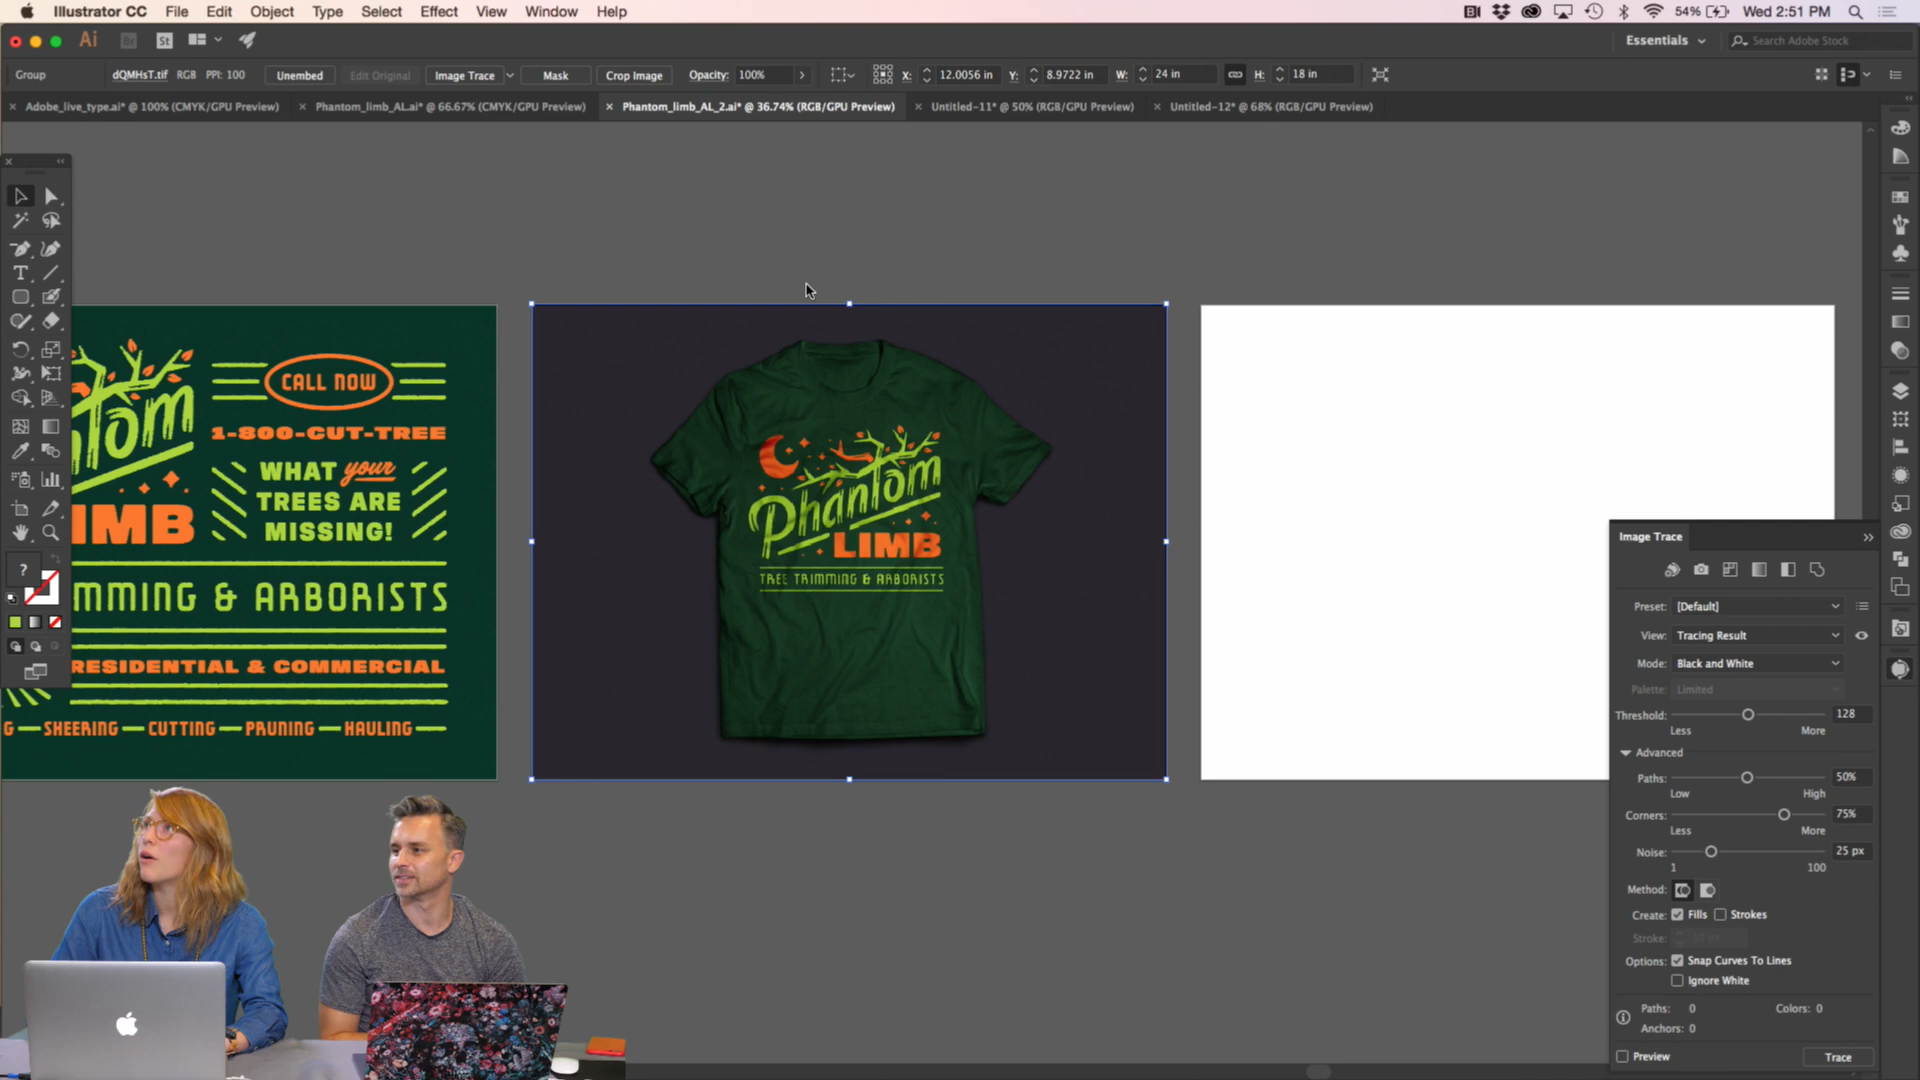 Illustrator CC File Edit Object Type Select Effect View Window Help 54% Wed 2:51 PM
Ai Br St Essentials Search Adobe Stock
Group dQMHsT.tif RGB PPI: 100 Unembed Edit Original Image Trace Mask Crop Image Opacity: 100% X: 12.0056 in Y: 8.9722 in W: 24 in H: 18 in
Adobe_live_type.ai* @ 100% (CMYK/GPU Preview) Phantom_limb_AL.ai* @ 66.67% (CMYK/GPU Preview) Phantom_limb_AL_2.ai* @ 36.74% (RGB/GPU Preview) Untitled-11* @ 50% (RGB/GPU Preview) Untitled-12* @ 68% (RGB/GPU Preview)
CALL NOW
1-800-CUT-TREE
WHAT your
TREES ARE
MISSING!
ntom
IMB
MMING & ARBORISTS
RESIDENTIAL & COMMERCIAL
G — SHEERING — CUTTING — PRUNING — HAULING —
Phantom
LIMB
TREE TRIMMING & ARBORISTS
Image Trace
Preset: [Default]
View: Tracing Result
Mode: Black and White
Palette: Limited
Threshold: 128
Less More
Advanced
Paths: 50%
Low High
Corners: 75%
Less More
Noise: 25 px
1 100
Method:
Create: Fills Strokes
Stroke:
Options: Snap Curves To Lines
Ignore White
Paths: 0 Colors: 0
Anchors: 0
Preview Trace